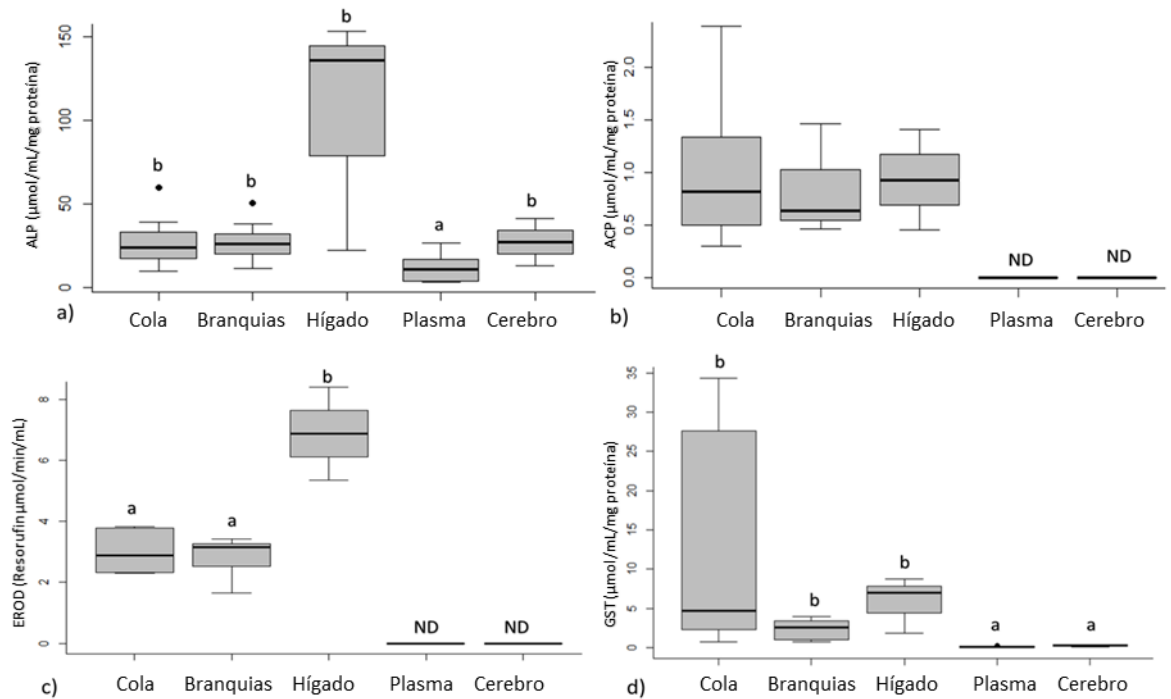 ALP (µmol/mL/mg proteína)
150
100
50
0
b
b
b
a
b
a)
Cola Branquias Hígado Plasma Cerebro
ACP (µmol/mL/mg proteína)
2.0
1.5
1.0
0.5
0.0
ND
ND
b)
Cola Branquias Hígado Plasma Cerebro
EROD (Resorufin µmol/min/mL)
8
6
4
2
0
a
a
b
ND
ND
c)
Cola Branquias Hígado Plasma Cerebro
GST (µmol/mL/mg proteína)
35
30
25
20
15
10
5
0
b
b
b
a
a
d)
Cola Branquias Hígado Plasma Cerebro